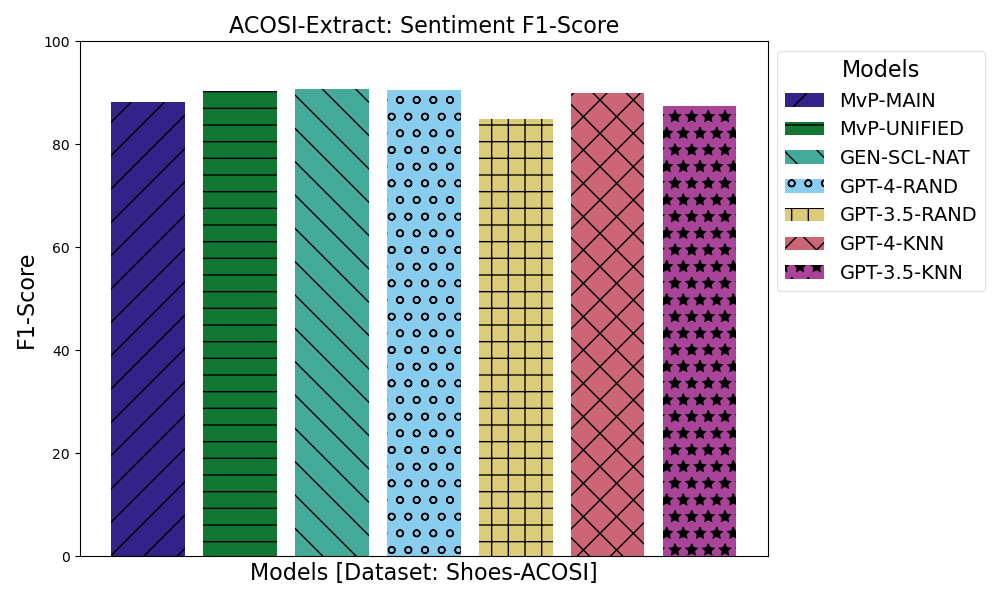 ACOSI-Extract: Sentiment F1-Score
100
80
60
40
20
0
F1-Score
Models [Dataset: Shoes-ACOSI]
Models
MvP-MAIN
MvP-UNIFIED
GEN-SCL-NAT
GPT-4-RAND
GPT-3.5-RAND
GPT-4-KNN
GPT-3.5-KNN